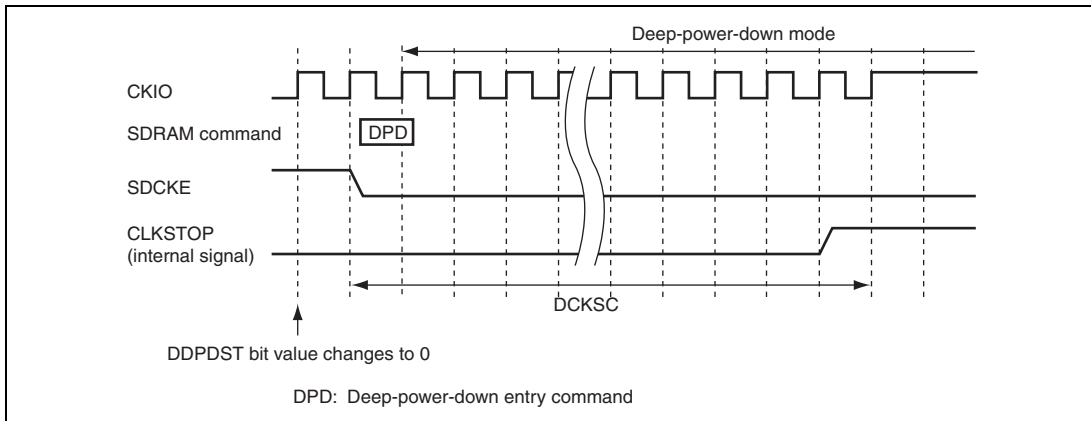 Deep-power-down mode
CKIO
SDRAM command
DPD
SDCKE
CLKSTOP
(internal signal)
DCKSC
DDPDST bit value changes to 0
DPD: Deep-power-down entry command